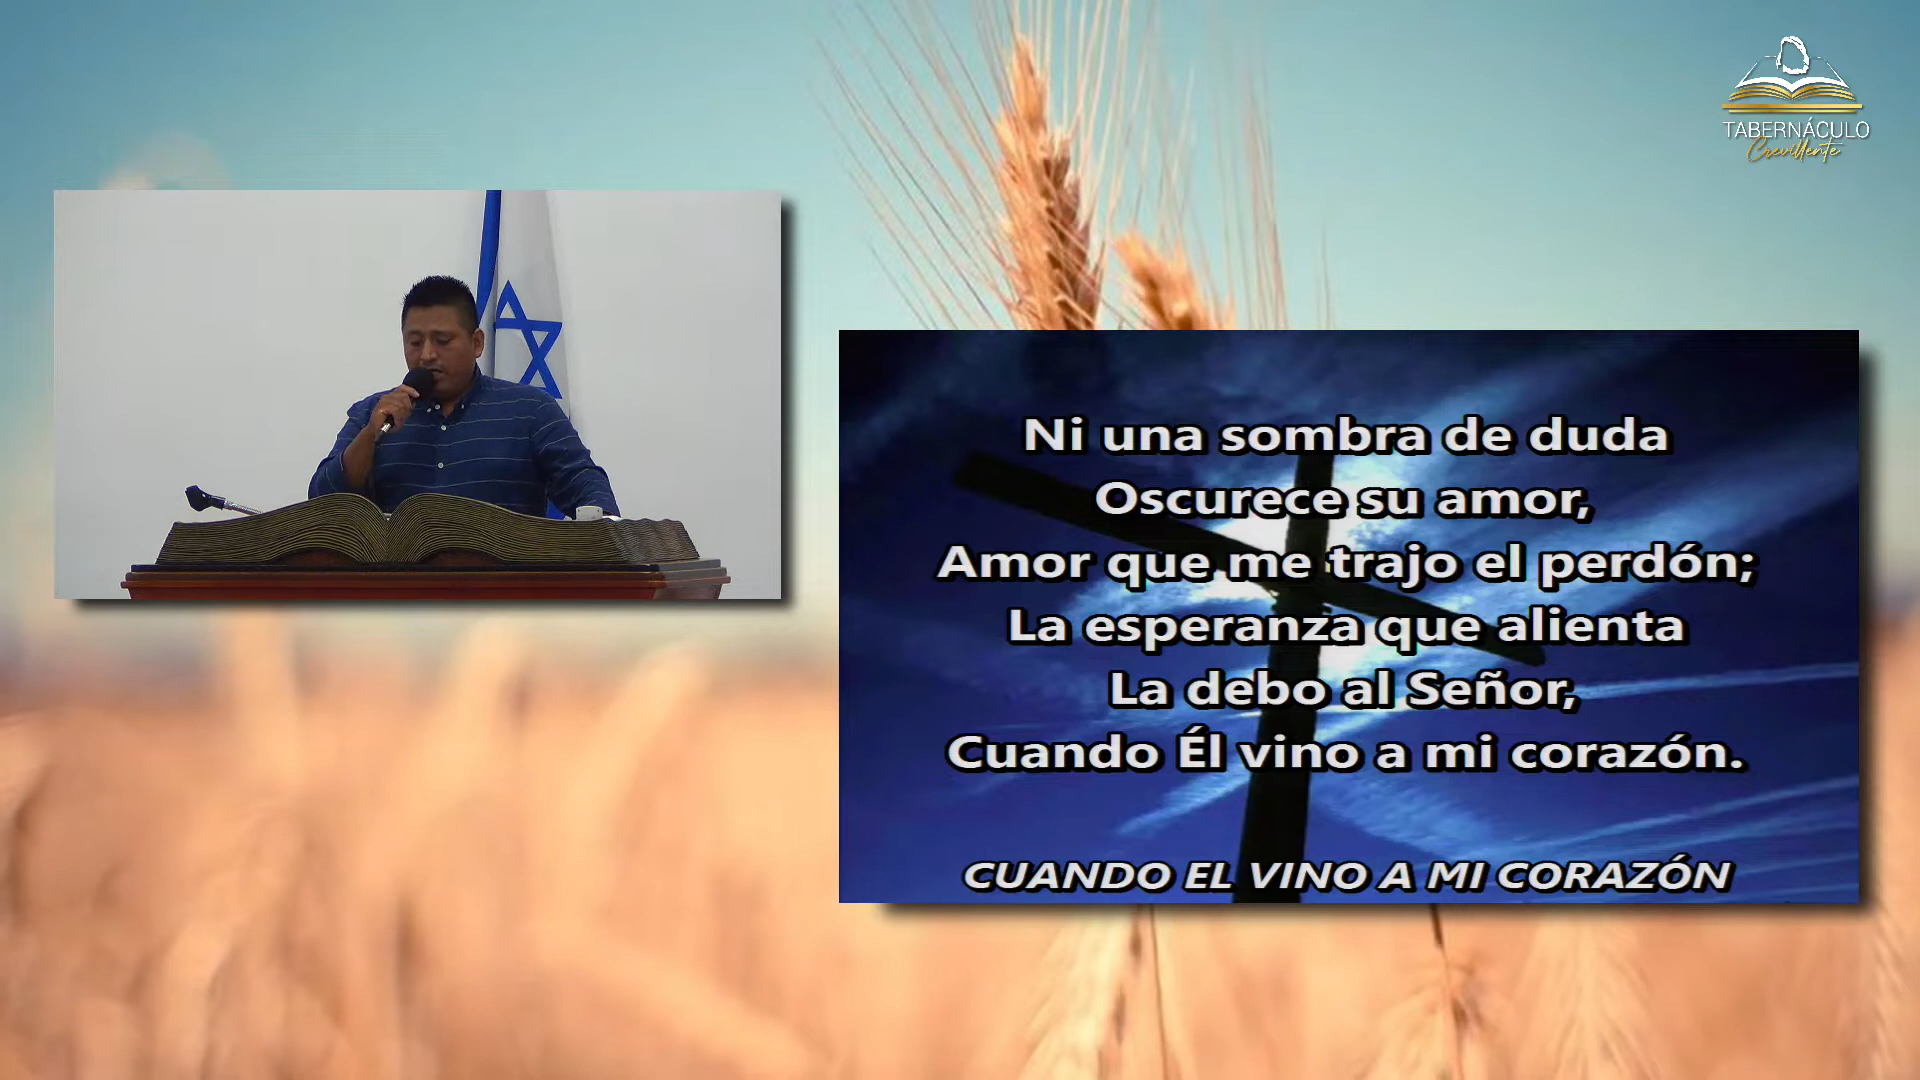 TABERNÁCULO
Crevillente
Ni una sombra de duda
Oscurece su amor,
Amor que me trajo el perdón;
La esperanza que alienta
La debo al Señor,
Cuando Él vino a mi corazón.
CUANDO EL VINO A MI CORAZÓN